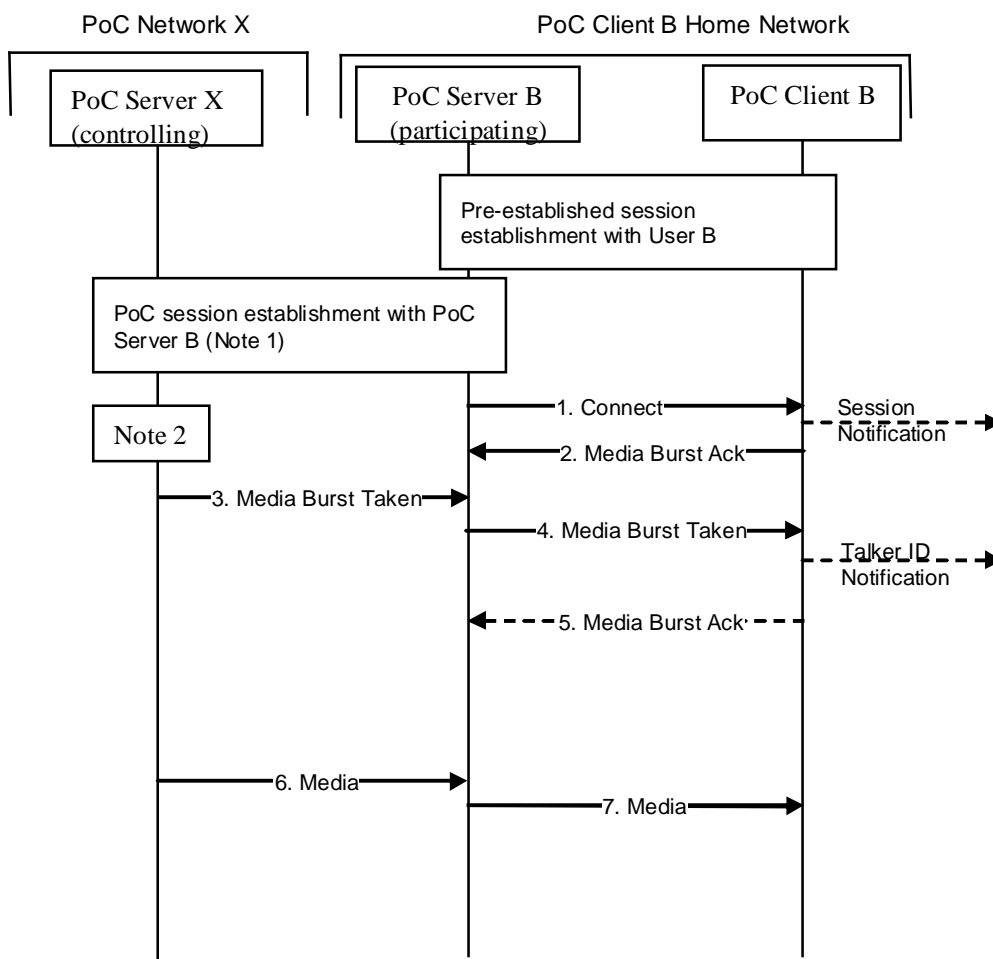 PoC Network X
PoC Client B Home Network
PoC Server X
(controlling)
PoC Server B
(participating)
PoC Client B
Pre-established session
establishment with User B
PoC session establishment with PoC
Server B (Note 1)
1. Connect
Session
Notification
Note 2
2. Media Burst Ack
3. Media Burst Taken
4. Media Burst Taken
Talker ID
Notification
5. Media Burst Ack
6. Media
7. Media